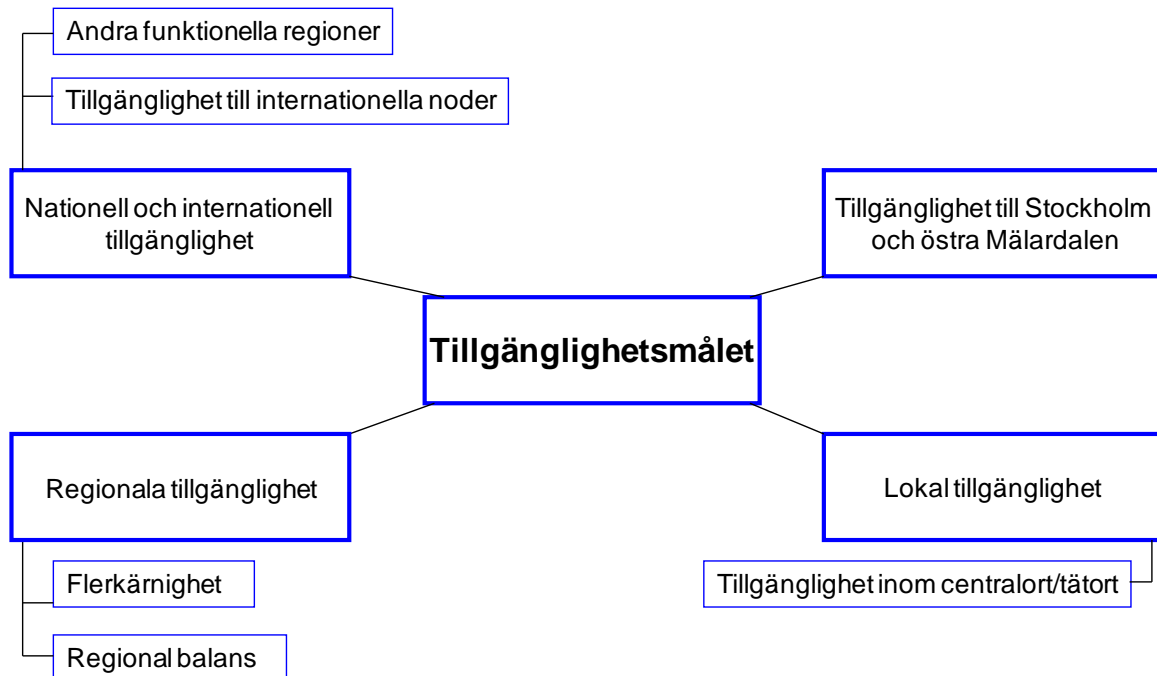 Andra funktionella regioner
Tillgänglighet till internationella noder
Nationell och internationell
tillgänglighet
Tillgänglighet till Stockholm
och östra Mälardalen
Tillgänglighetsmålet
Regionala tillgänglighet
Lokal tillgänglighet
Flerkärnighet
Tillgänglighet inom centralort/tätort
Regional balans